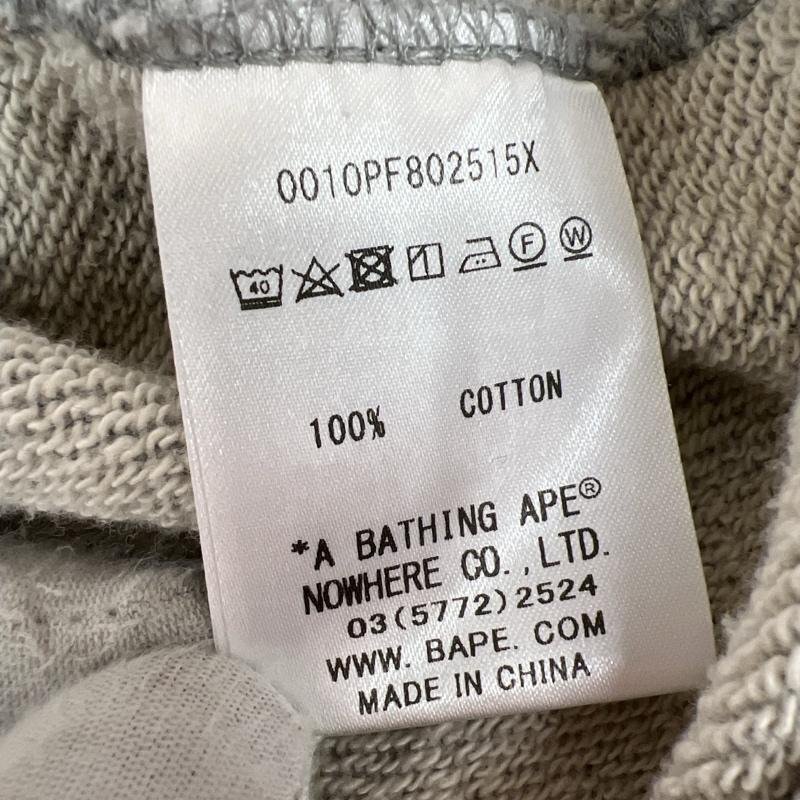 0010PF802515X
40 F W
100% COTTON
*A BATHING APE®
NOWHERE CO.,LTD.
03(5772)2524
WWW. BAPE. COM
MADE IN CHINA